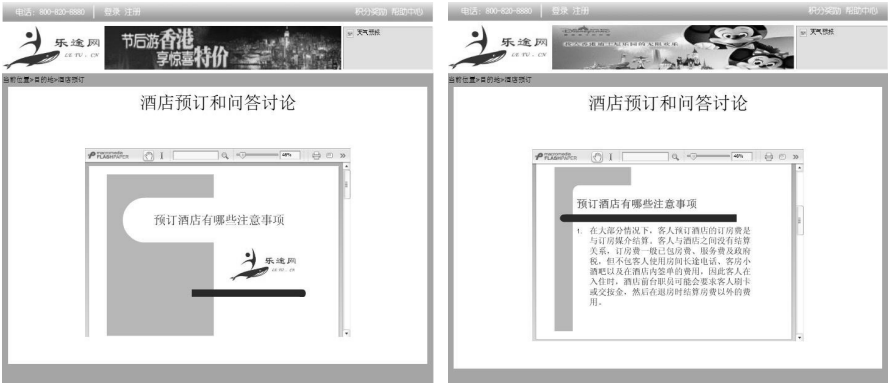 电话：800-820-8880 登录 注册 积分奖励 帮助中心
乐途网
LE TU . CN
节后游香港
享惊喜特价
天气预报
当前位置>目的地>酒店预订
酒店预订和问答讨论
macromedia
FLASHPAPER
46%
预订酒店有哪些注意事项
乐途网
LE TU . CN
电话：800-820-8880 登录 注册 积分奖励 帮助中心
乐途网
LE TU . CN
天气预报
当前位置>目的地>酒店预订
酒店预订和问答讨论
macromedia
FLASHPAPER
46%
预订酒店有哪些注意事项
1. 在大部分情况下，客人预订酒店的订房费是
与订房媒介结算。客人与酒店之间没有结算
关系，订房费一般已包房费、服务费及政府
税，但不包客人使用房间长途电话、客房小
酒吧以及在酒店内签单的费用，因此客人在
入住时，酒店前台职员可能会要求客人刷卡
或交按金，然后在退房时结算房费以外的费
用。